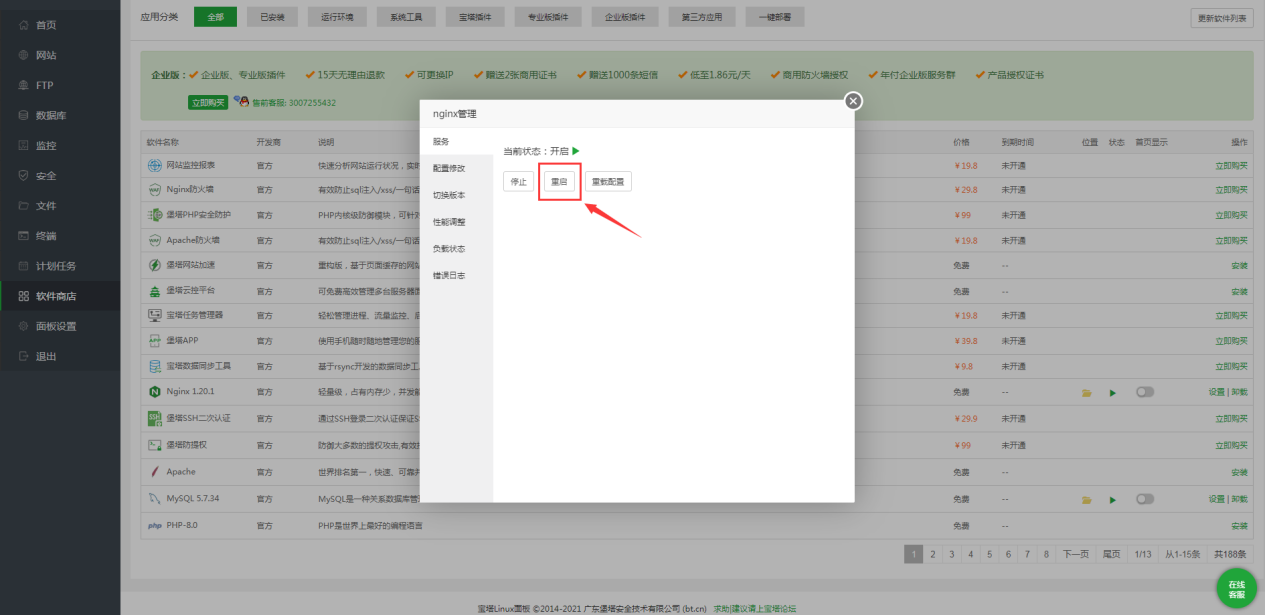 首页
网站
FTP
数据库
监控
安全
文件
终端
计划任务
软件商店
面板设置
退出
应用分类 全部 已安装 运行环境 系统工具 宝塔插件 专业版插件 企业版插件 第三方应用 一键部署 更新软件列表
企业版： 企业版、专业版插件 15天无理由退款 可更换IP 赠送2张商用证书 赠送1000条短信 低至1.86元/天 商用防火墙授权 年付企业版服务群 产品授权证书
立即购买 售前客服: 3007255432
nginx管理
服务
配置修改
切换版本
性能调整
负载状态
错误日志
当前状态：开启
停止 重启 重载配置
软件名称 开发商 说明 价格 到期时间 位置 状态 首页显示 操作
网站监控报表 官方 快速分析网站运行状况，实时 ￥19.8 未开通 立即购买
Nginx防火墙 官方 有效防止sql注入/xss/一句话 ￥29.8 未开通 立即购买
堡塔PHP安全防护 官方 PHP内核级防御模块，可针对 ￥99 未开通 立即购买
Apache防火墙 官方 有效防止sql注入/xss/一句话 ￥19.8 未开通 立即购买
堡塔网站加速 官方 重构版，基于页面缓存的网站 免费 -- 安装
堡塔云控平台 官方 可免费高效管理多台服务器面 免费 -- 安装
宝塔任务管理器 官方 轻松管理进程、流量监控、 ￥19.8 未开通 立即购买
堡塔APP 官方 使用手机随时随地管理您的服 ￥39.8 未开通 立即购买
宝塔数据同步工具 官方 基于rsync开发的数据同步工 ￥9.8 未开通 立即购买
Nginx 1.20.1 官方 轻量级，占有内存少，并发能 免费 -- 设置 | 卸载
堡塔SSH二次认证 官方 通过SSH登录二次认证保证S ￥29.9 未开通 立即购买
堡塔防提权 官方 防御大多数的提权攻击,有效 ￥99 未开通 立即购买
Apache 官方 世界排名第一，快速、可靠并 免费 -- 安装
MySQL 5.7.34 官方 MySQL是一种关系数据库管 免费 -- 设置 | 卸载
PHP-8.0 官方 PHP是世界上最好的编程语言 免费 -- 安装
1 2 3 4 5 6 7 8 下一页 尾页 1/13 从1-15条 共188条
宝塔Linux面板 ©2014-2021 广东堡塔安全技术有限公司 (bt.cn) 求助|建议请上宝塔论坛
在线
客服